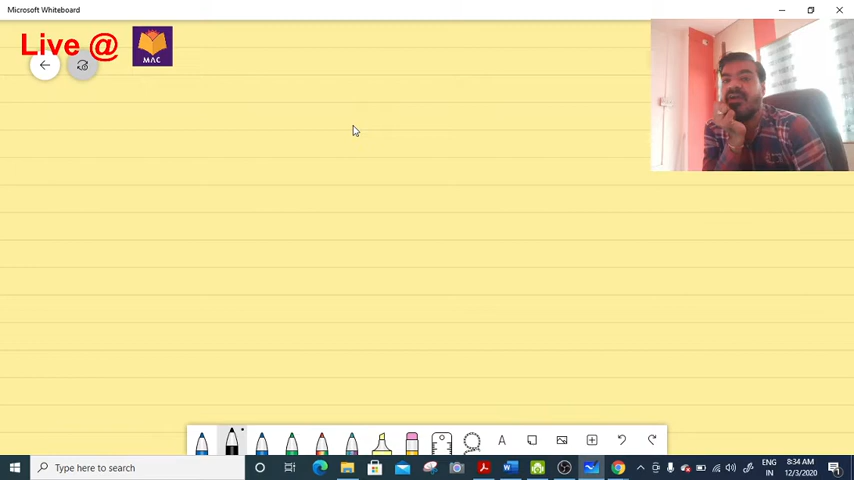 Microsoft Whiteboard
Live @
MAC
A
Type here to search
ENG
IN
8:34 AM
12/3/2020